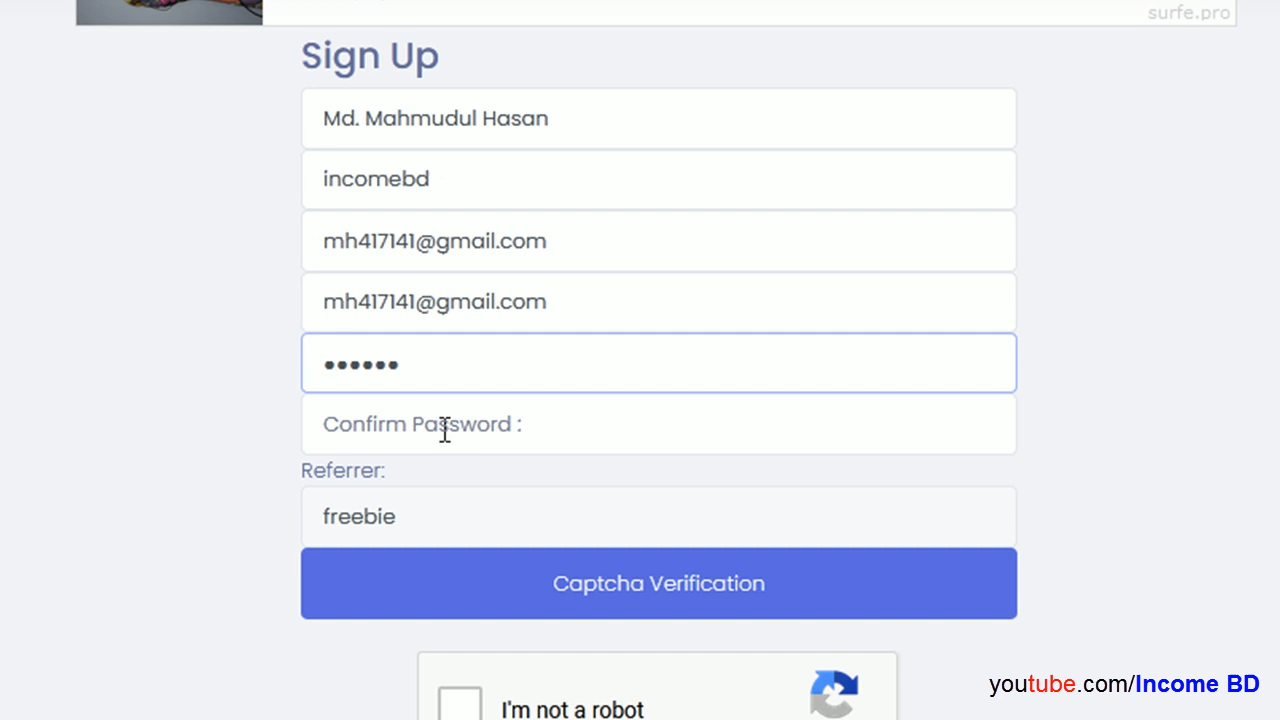 surfe.pro
Sign Up
Md. Mahmudul Hasan
incomebd
mh417141@gmail.com
mh417141@gmail.com
••••••
Confirm Password :
Referrer:
freebie
Captcha Verification
I'm not a robot
youtube.com/Income BD